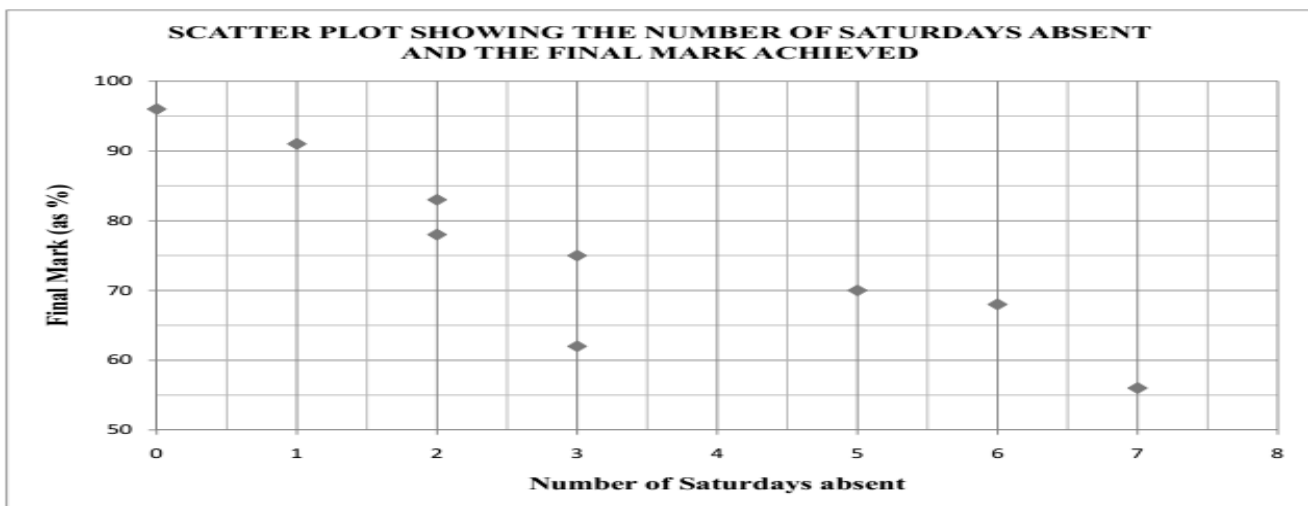 SCATTER PLOT SHOWING THE NUMBER OF SATURDAYS ABSENT
AND THE FINAL MARK ACHIEVED
100
90
80
70
60
50
Final Mark (as %)
0 1 2 3 4 5 6 7 8
Number of Saturdays absent